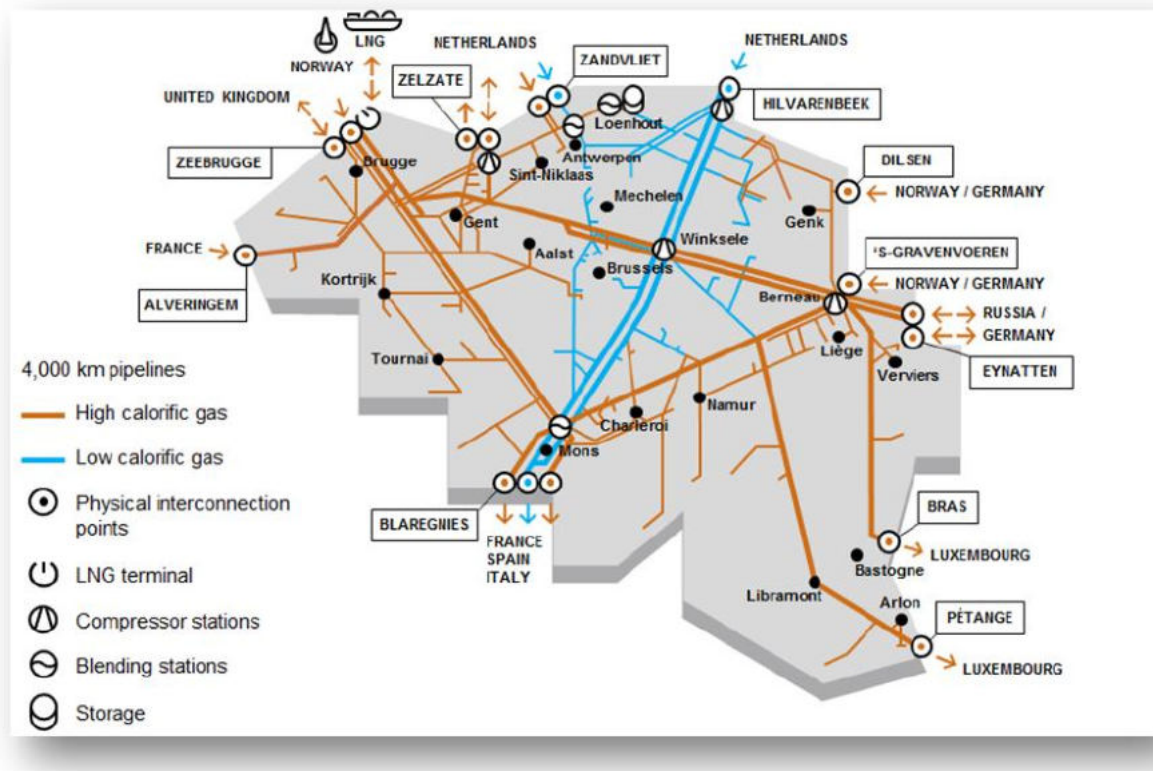 LNG
NORWAY
NETHERLANDS
NETHERLANDS
ZANDVLIET
ZELZATE
UNITED KINGDOM
HILVARENBEEK
Loenhout
ZEEBRUGGE
Brugge
Antwerpen
Sint-Niklaas
DILSEN
NORWAY / GERMANY
Mechelen
Genk
Gent
Winksele
FRANCE
Aalst
'S-GRAVENVOEREN
Brussels
NORWAY / GERMANY
Kortrijk
ALVERINGEM
Berneau
RUSSIA /
GERMANY
Liège
Tournai
Verviers
EYNATTEN
4,000 km pipelines
High calorific gas
Namur
Charleroi
Low calorific gas
Mons
Physical interconnection
points
BLAREGNIES
BRAS
FRANCE
SPAIN
ITALY
LUXEMBOURG
Bastogne
LNG terminal
Libramont
Arlon
PÉTANGE
Compressor stations
LUXEMBOURG
Blending stations
Storage